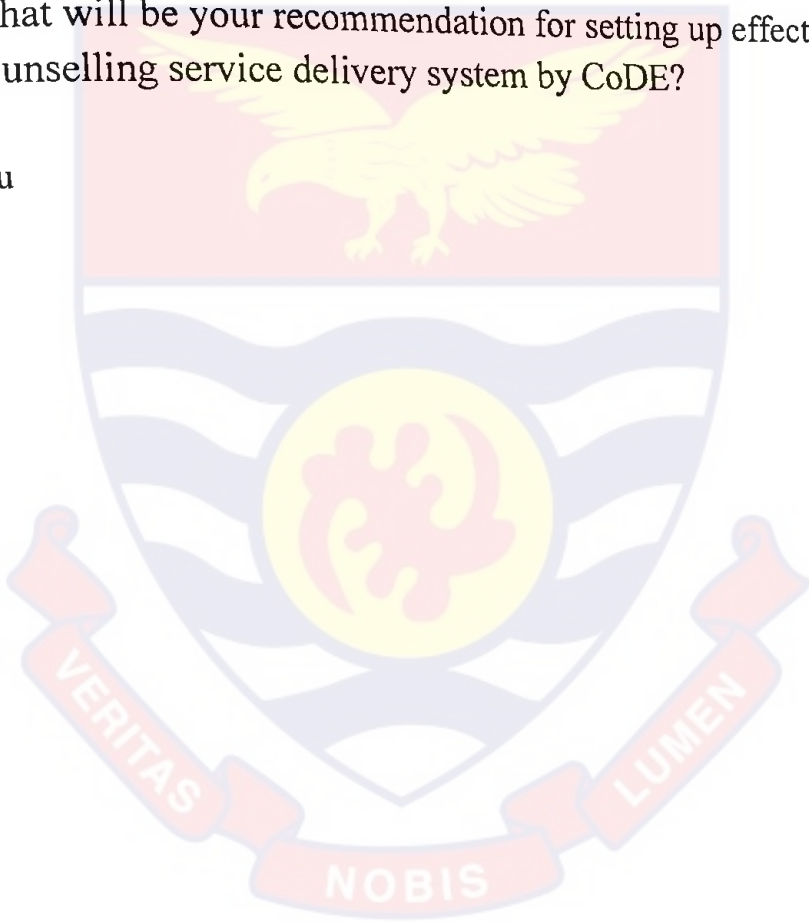 hat will be your recommendation for setting up effect
unselling service delivery system by CoDE?
u
VERITAS
NOBIS
LUMEN